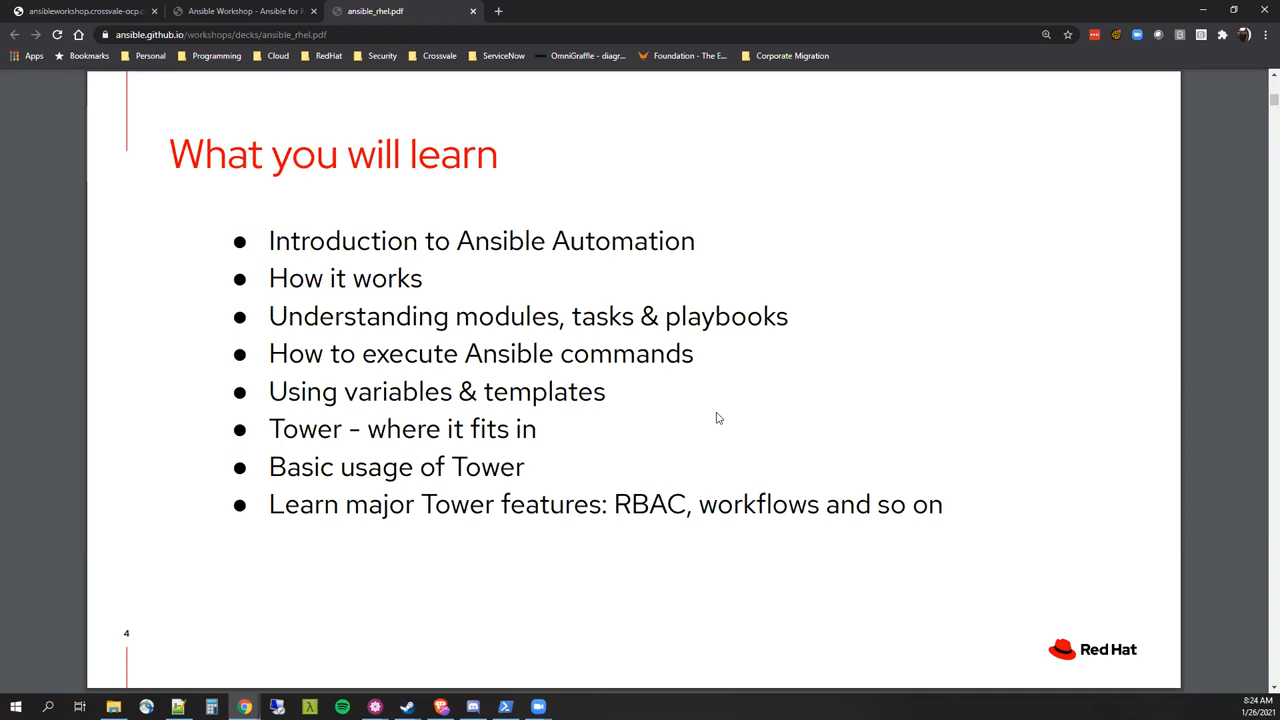 ansibleworkshop.crossvale-ocp.c
Ansible Workshop - Ansible for R
ansible_rhel.pdf
ansible.github.io/workshops/decks/ansible_rhel.pdf
Apps
Bookmarks
Personal
Programming
Cloud
RedHat
Security
Crossvale
ServiceNow
OmniGraffle - diagr...
Foundation - The E...
Corporate Migration
What you will learn
● Introduction to Ansible Automation
● How it works
● Understanding modules, tasks & playbooks
● How to execute Ansible commands
● Using variables & templates
● Tower - where it fits in
● Basic usage of Tower
● Learn major Tower features: RBAC, workflows and so on
4
Red Hat
8:24 AM
1/26/2021